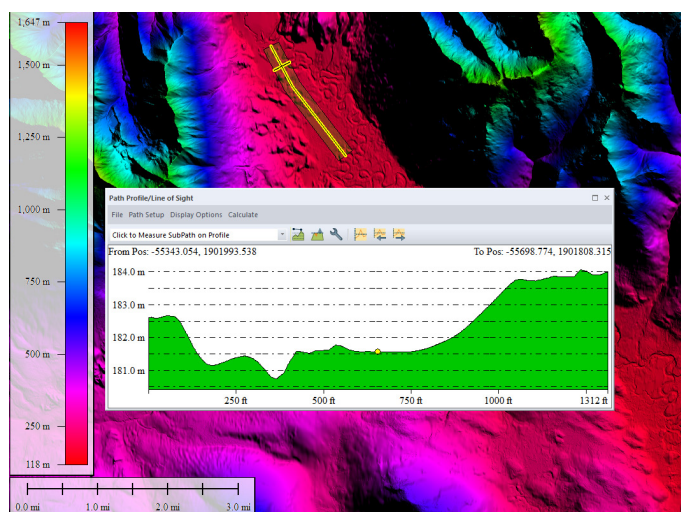 1,647 m
1,500 m
1,250 m
1,000 m
750 m
500 m
250 m
118 m
0.0 mi 1.0 mi 2.0 mi 3.0 mi
Path Profile/Line of Sight
File Path Setup Display Options Calculate
Click to Measure SubPath on Profile
From Pos: -55343.054, 1901993.538 To Pos: -55698.774, 1901808.315
184.0 m
183.0 m
182.0 m
181.0 m
250 ft 500 ft 750 ft 1000 ft 1312 ft